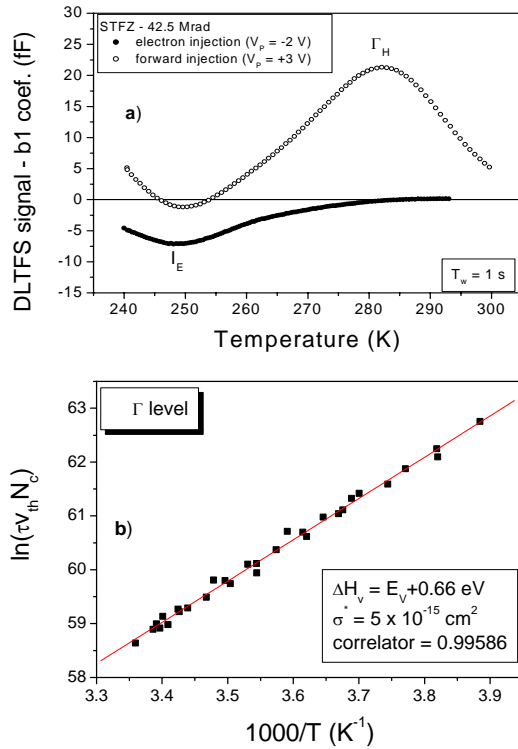 STFZ - 42.5 Mrad
electron injection (V_P = -2 V)
forward injection (V_P = +3 V)
Γ_H
a)
I_E
T_w = 1 s
DLTFS signal - b1 coef. (fF)
30
25
20
15
10
5
0
-5
-10
-15
240 250 260 270 280 290 300
Temperature (K)
Γ level
b)
ΔH_v = E_V+0.66 eV
σ* = 5 x 10^-15 cm^2
correlator = 0.99586
ln(τv_th N_c)
63
62
61
60
59
58
3.3 3.4 3.5 3.6 3.7 3.8 3.9
1000/T (K^-1)